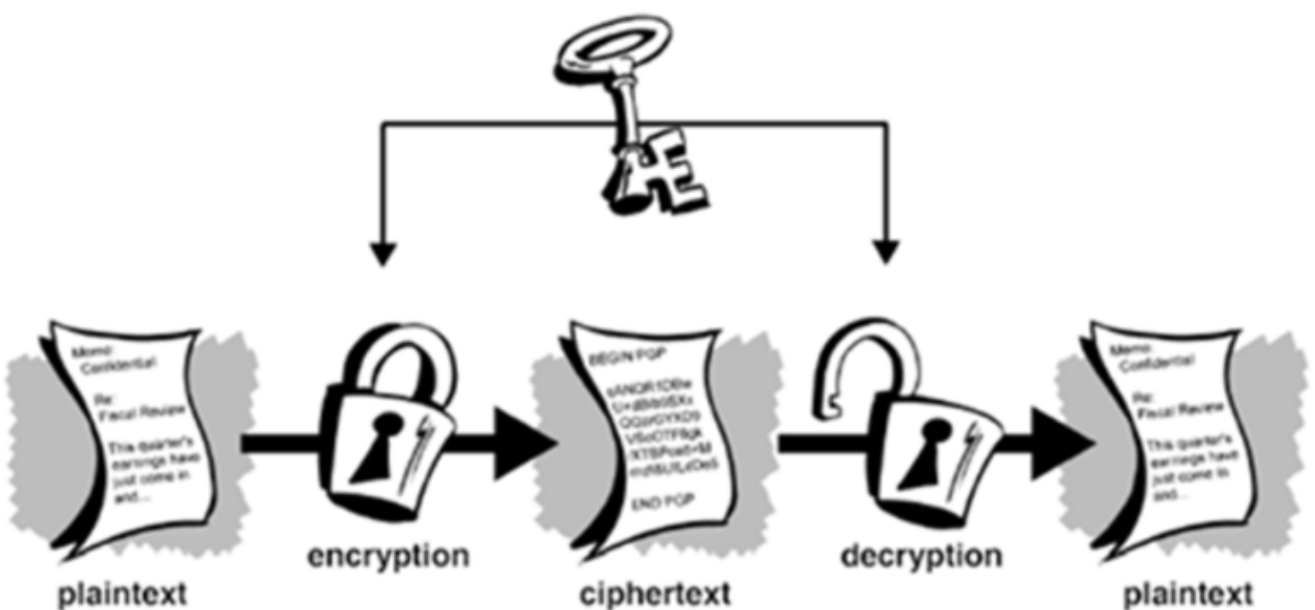 Memo:
Confidential
Re:
Fiscal Review
This quarter's
earnings have
just come in
and...
BEGIN PGP
END PGP
Memo:
Confidential
Re:
Fiscal Review
This quarter's
earnings have
just come in
and...
encryption
decryption
plaintext
ciphertext
plaintext